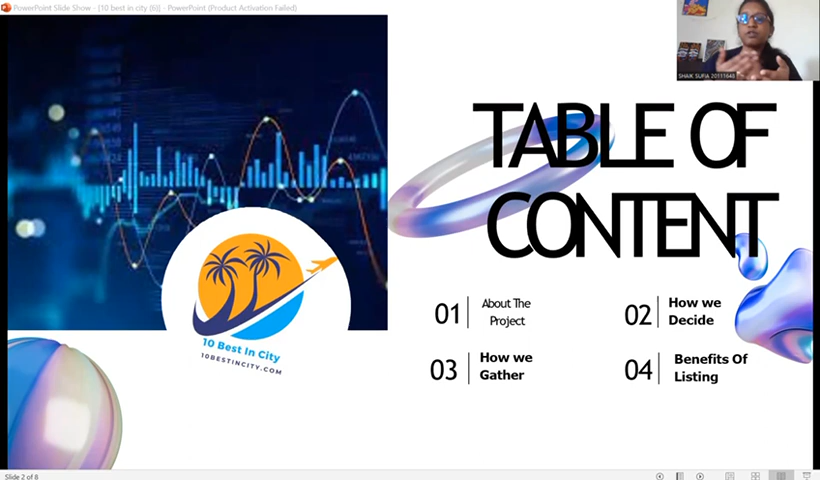 PowerPoint Slide Show - [10 best in city (6)] - PowerPoint (Product Activation Failed)
SHAIK SUFIA 20111648
TABLE OF
CONTENT
01 About The
Project
02 How we
Decide
03 How we
Gather
04 Benefits Of
Listing
10 Best In City
10BESTINCITY.COM
Slide 2 of 8